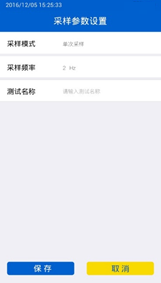 2016/12/05 15:25:33
采样参数设置
采样模式 单次采样
采样频率 2 Hz
测试名称 请输入测试名称
保存 取消